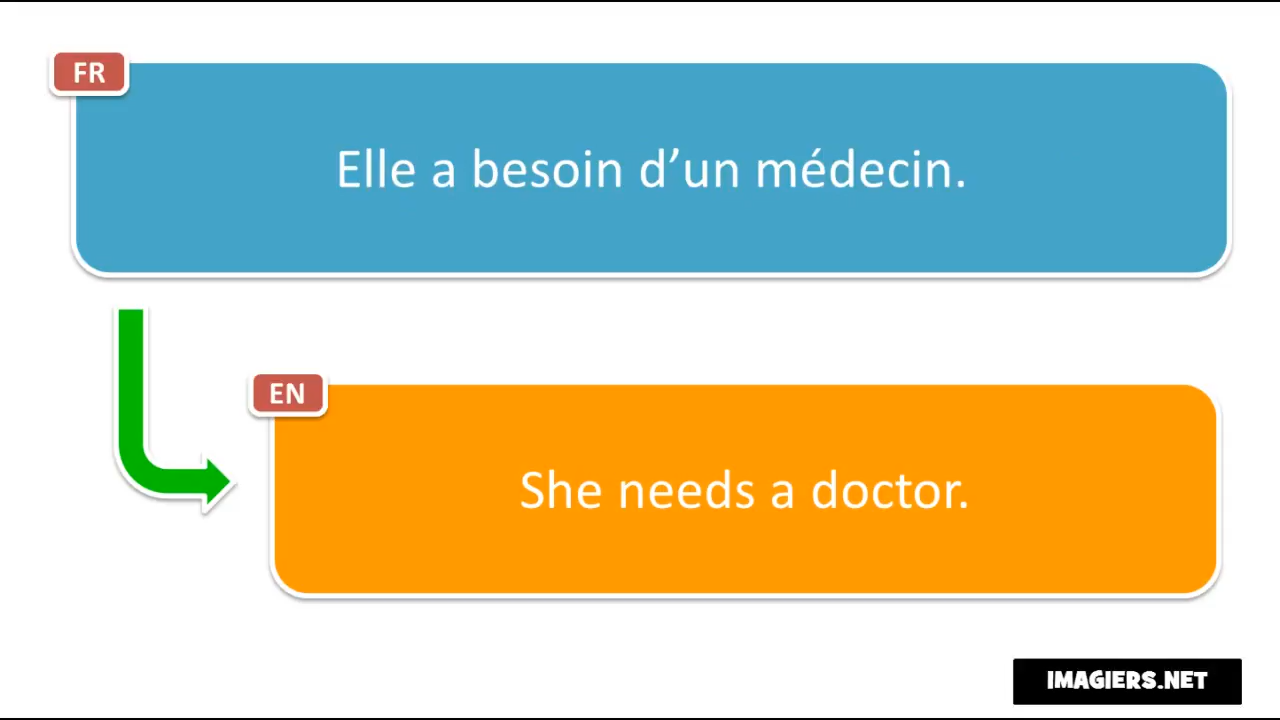 FR
Elle a besoin d’un médecin.
EN
She needs a doctor.
IMAGIERS.NET